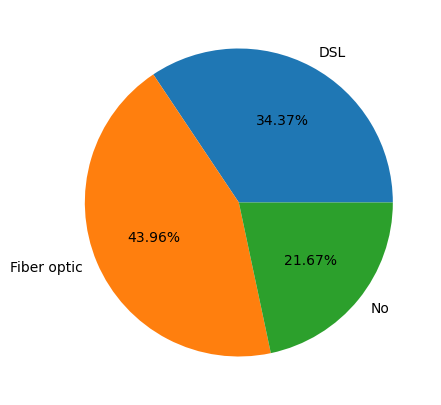 DSL
34.37%
43.96%
Fiber optic
21.67%
No